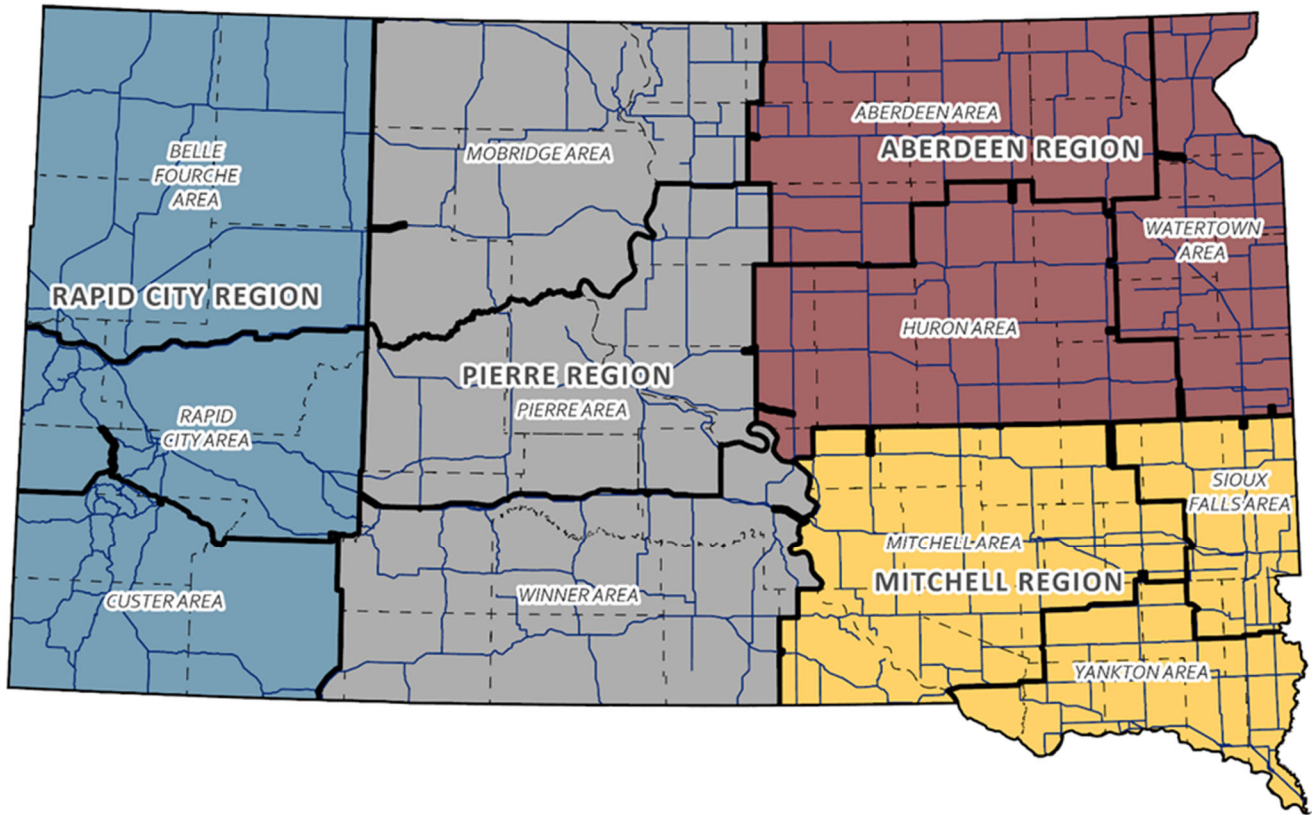 BELLE
FOURCHE
AREA
RAPID CITY REGION
RAPID
CITY AREA
CUSTER AREA
MOBRIDGE AREA
PIERRE REGION
PIERRE AREA
WINNER AREA
ABERDEEN AREA
ABERDEEN REGION
WATERTOWN
AREA
HURON AREA
SIOUX
FALLS AREA
MITCHELL AREA
MITCHELL REGION
YANKTON AREA